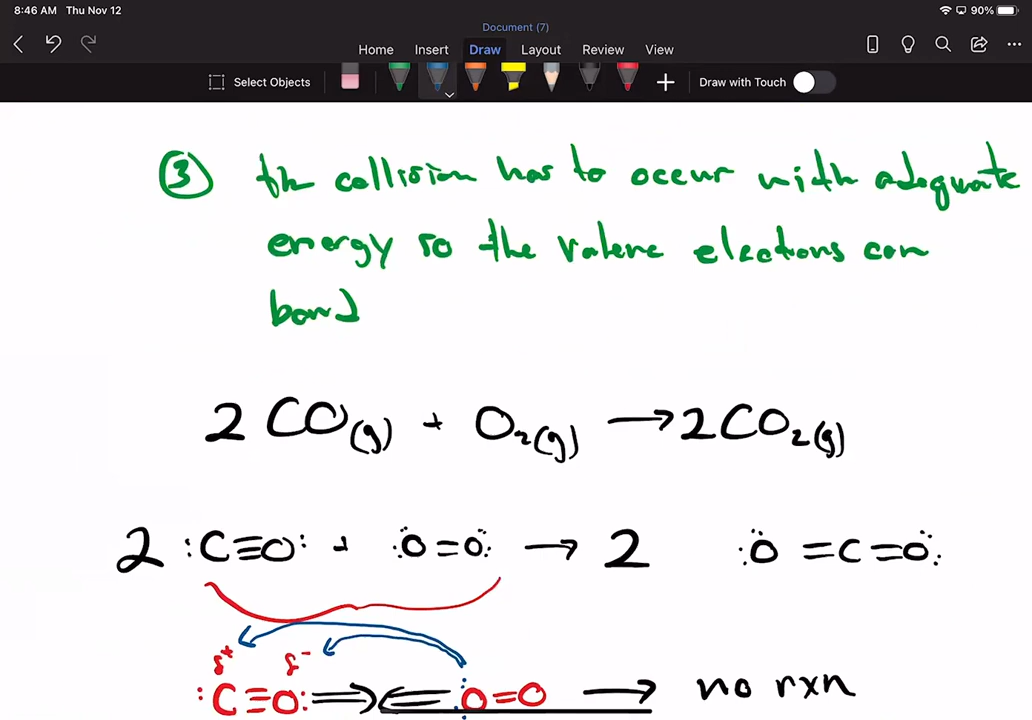 8:46 AM Thu Nov 12
90%
Document (7)
Home Insert Draw Layout Review View
Select Objects
Draw with Touch
③ the collision has to occur with adequate
energy so the valence electrons can
bond
2 CO(g) + O₂(g) → 2CO₂(g)
2 :C≡O: + :Ö=Ö: → 2 :Ö=C=Ö:
δ⁺ δ⁻
:C≡O: ⇒ ⇐ :O=O → no rxn